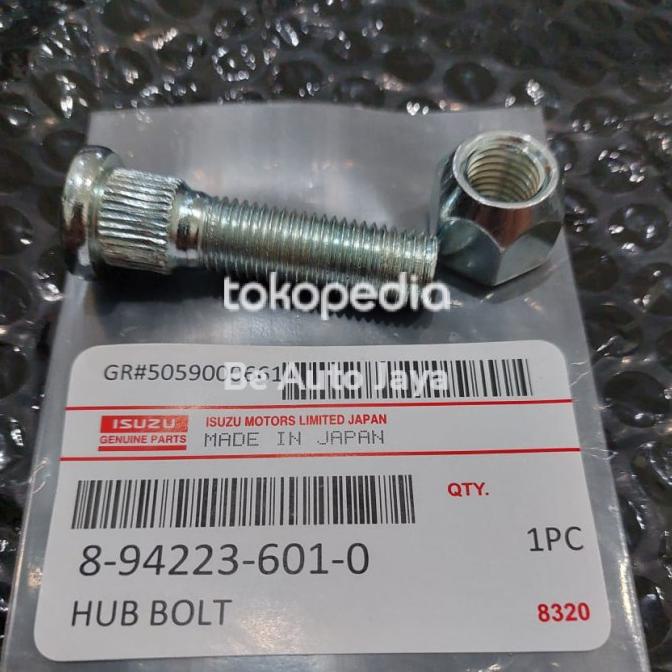 tokopedia
Be Auto Jaya
GR#5059000661
ISUZU
GENUINE PARTS
ISUZU MOTORS LIMITED JAPAN
MADE IN JAPAN
QTY.
8-94223-601-0
1PC
HUB BOLT
8320